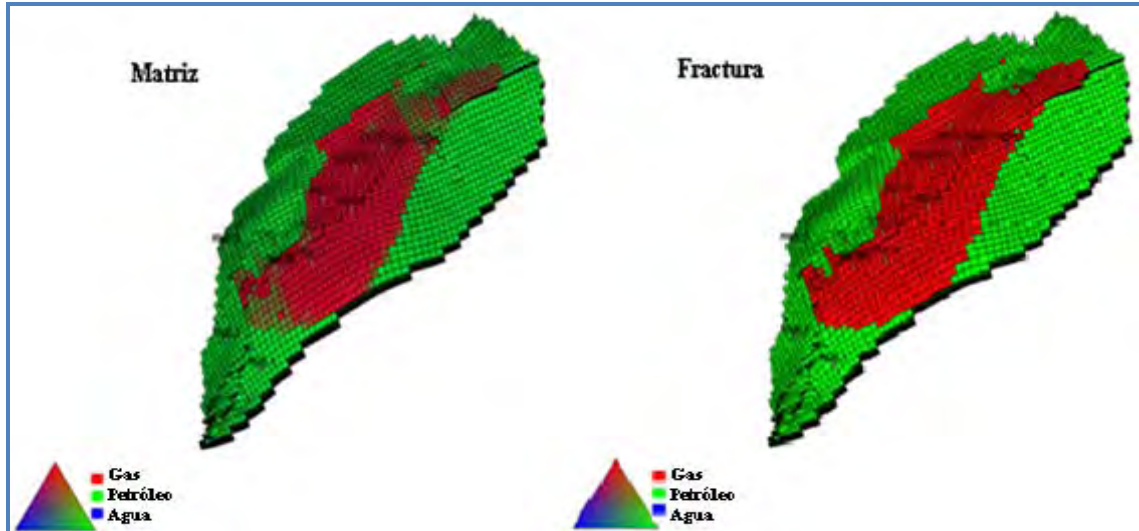 Matriz
Fractura
Gas
Petróleo
Agua
Gas
Petróleo
Agua